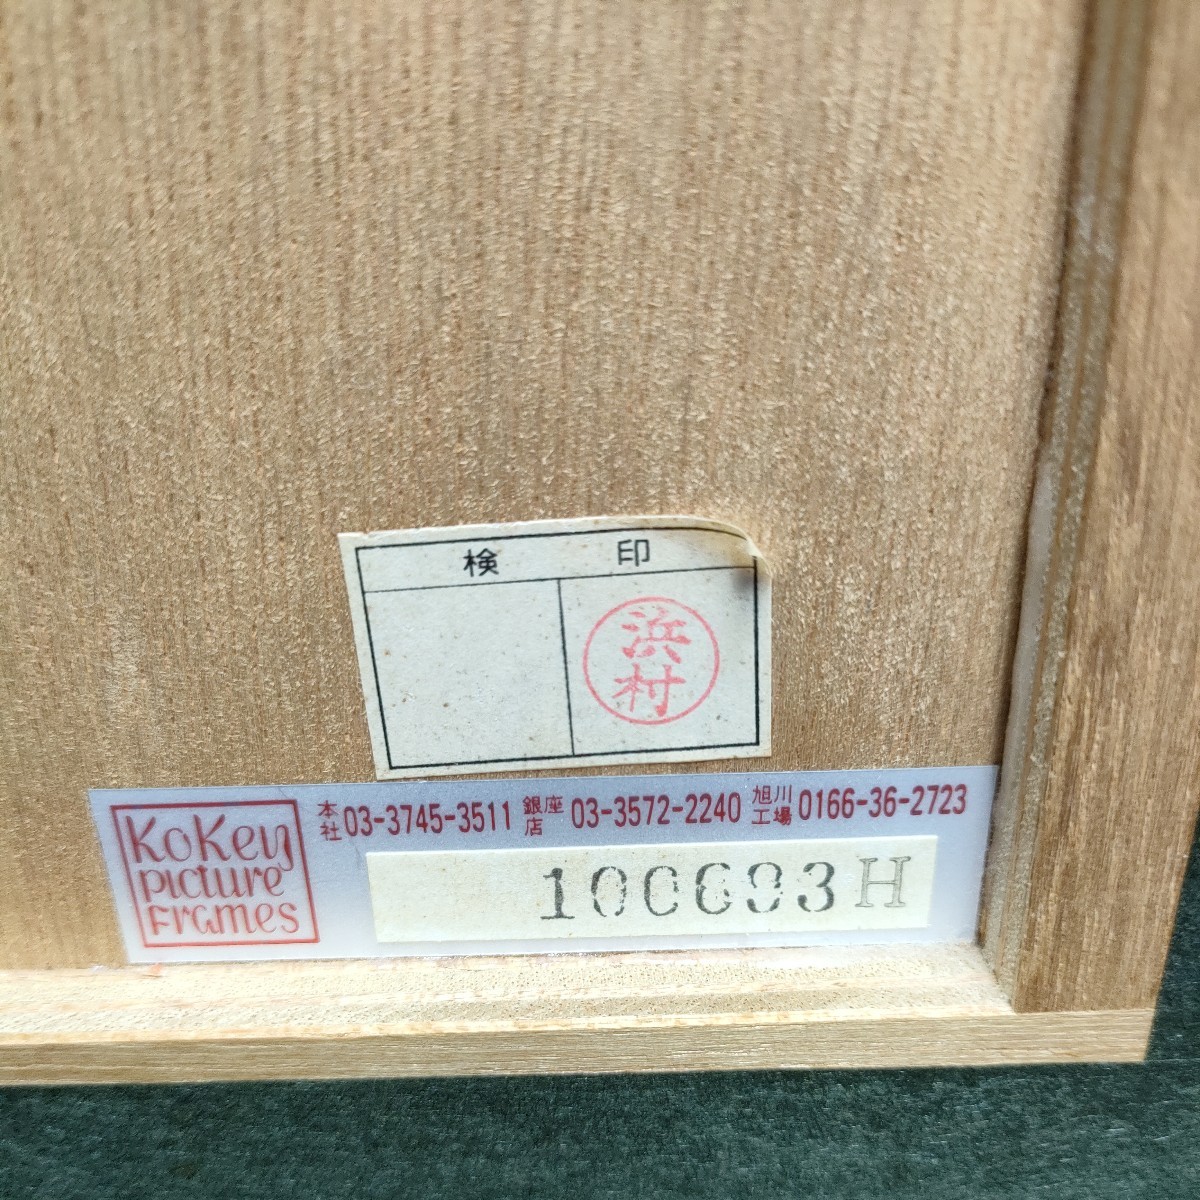 検 印
浜村
Kokey
picture
Frames
本社 03-3745-3511 銀座店 03-3572-2240 旭川工場 0166-36-2723
H